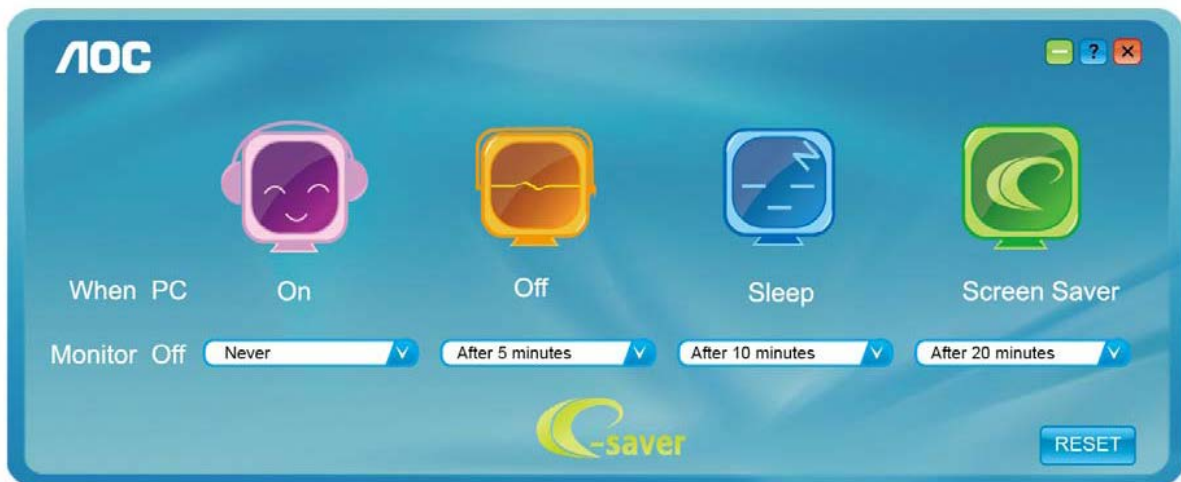 AOC
?
When PC On Off Sleep Screen Saver
Monitor Off Never After 5 minutes After 10 minutes After 20 minutes
e-saver
RESET